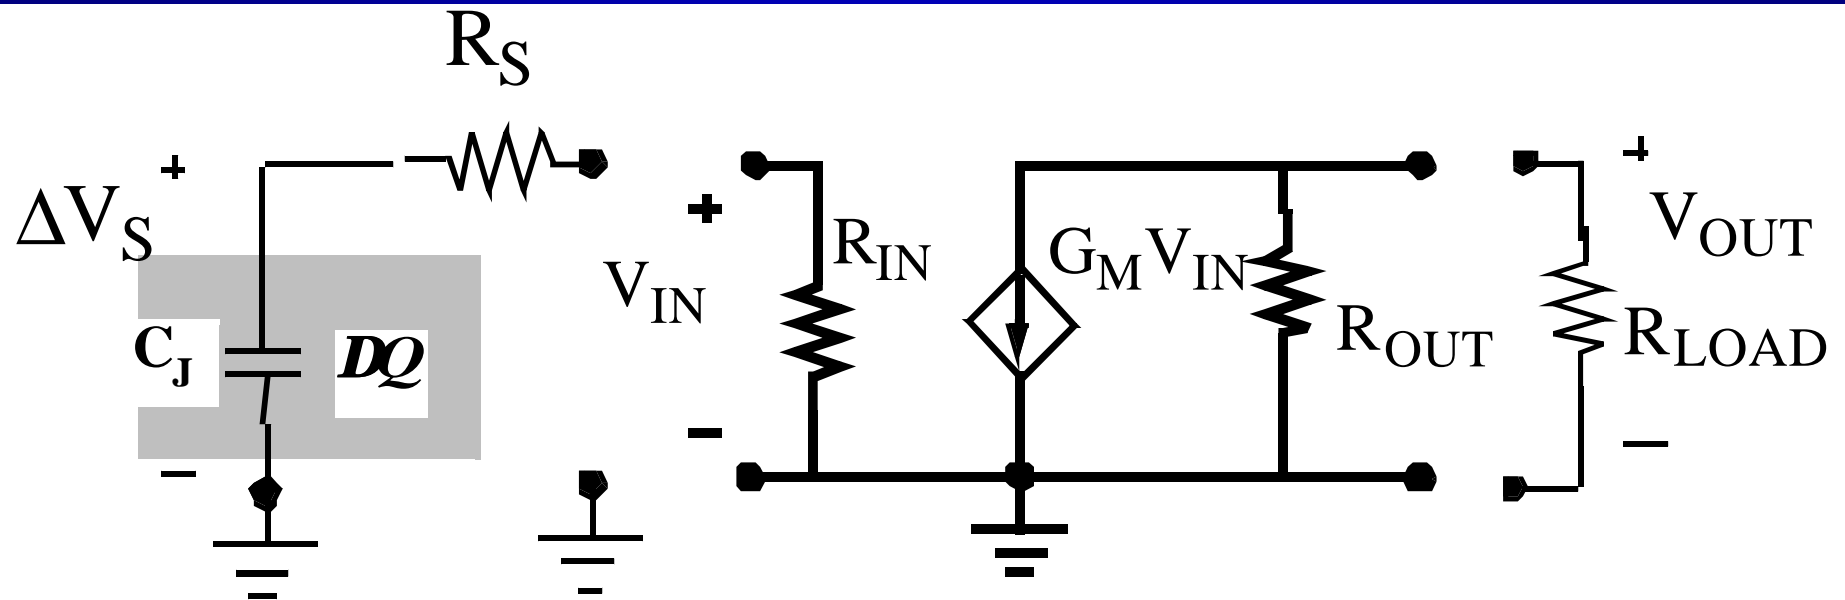 R_S
+
ΔV_S
C_J
DQ
−
+
V_IN
−
R_IN
G_M V_IN
R_OUT
+
V_OUT
R_LOAD
−